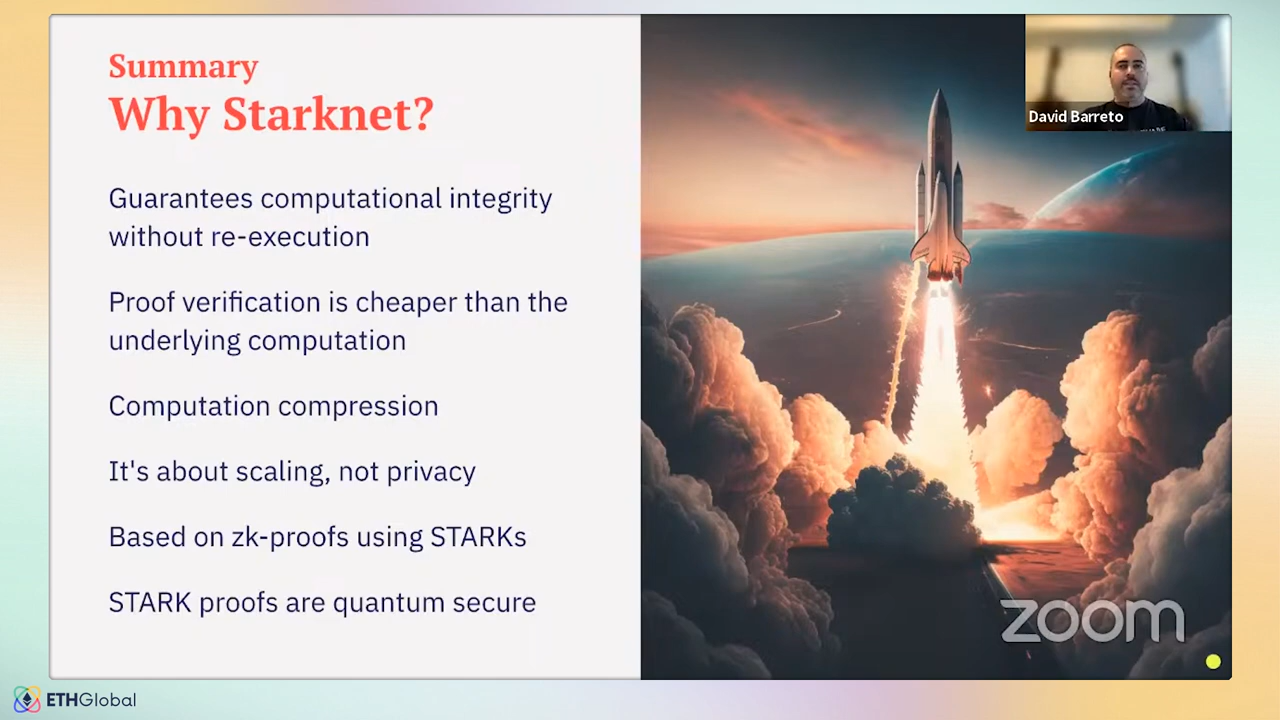 Summary
Why Starknet?
Guarantees computational integrity
without re-execution
Proof verification is cheaper than the
underlying computation
Computation compression
It's about scaling, not privacy
Based on zk-proofs using STARKs
STARK proofs are quantum secure
David Barreto
zoom
ETHGlobal